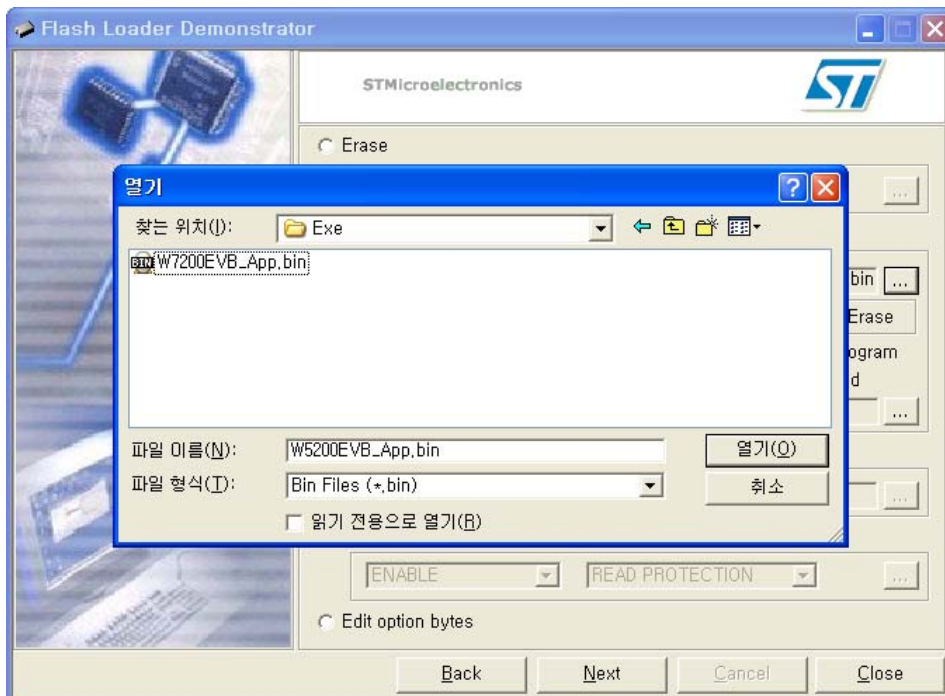 Flash Loader Demonstrator
STMicroelectronics
ST
Erase
...
열기
찾는 위치(I):
Exe
BIN W7200EVB_App.bin
bin ...
Erase
ogram
d
...
파일 이름(N):
W5200EVB_App.bin
열기(O)
파일 형식(T):
Bin Files (*.bin)
취소
...
읽기 전용으로 열기(R)
ENABLE
READ PROTECTION
...
Edit option bytes
Back
Next
Cancel
Close